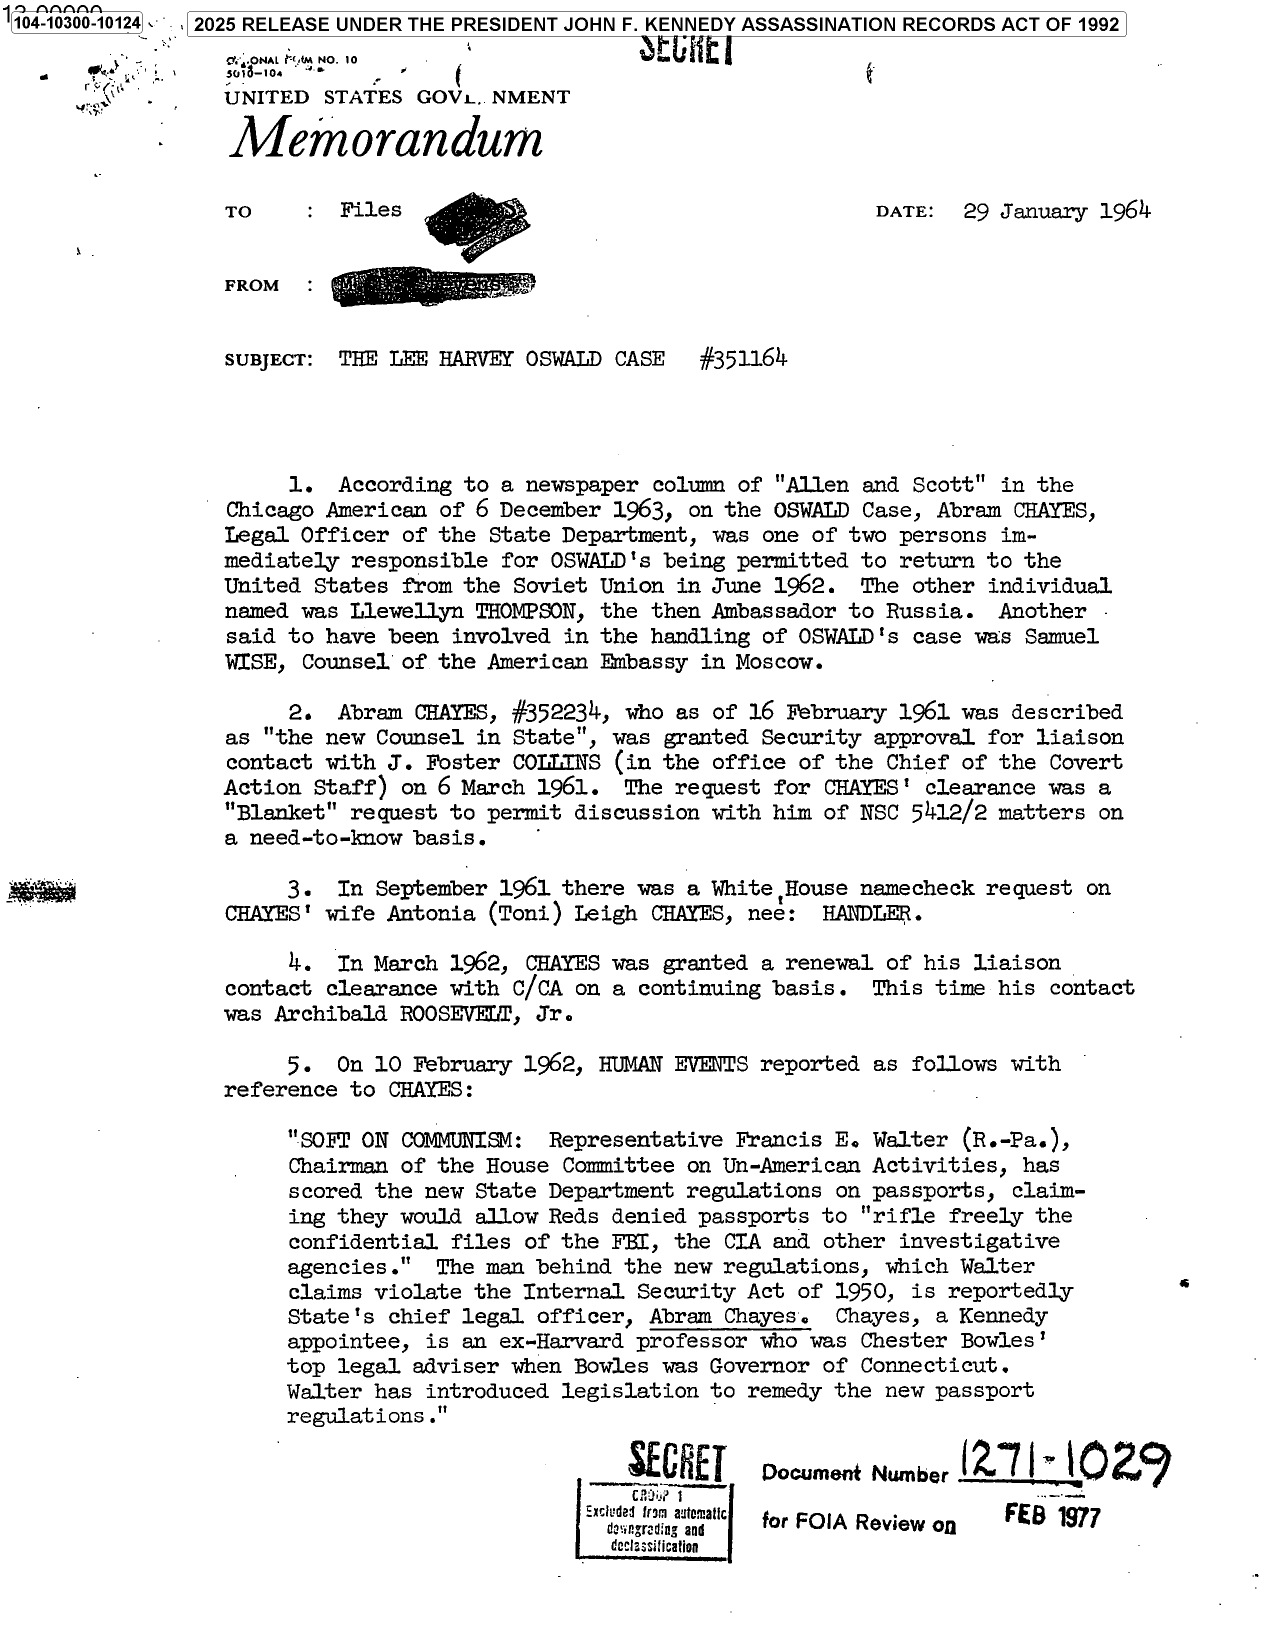 104-10300-10124
2025 RELEASE UNDER THE PRESIDENT JOHN F. KENNEDY ASSASSINATION RECORDS ACT OF 1992
SECRET
NO. 10
5010-104
UNITED STATES GOV NMENT
Memorandum
TO : Files
DATE: 29 January 1964
FROM :
SUBJECT: THE LEE HARVEY OSWALD CASE #351164
1. According to a newspaper column of "Allen and Scott" in the
Chicago American of 6 December 1963, on the OSWALD Case, Abram CHAYES,
Legal Officer of the State Department, was one of two persons im-
mediately responsible for OSWALD's being permitted to return to the
United States from the Soviet Union in June 1962. The other individual
named was Llewellyn THOMPSON, the then Ambassador to Russia. Another
said to have been involved in the handling of OSWALD's case was Samuel
WISE, Counsel of the American Embassy in Moscow.
2. Abram CHAYES, #352234, who as of 16 February 1961 was described
as "the new Counsel in State", was granted Security approval for liaison
contact with J. Foster COLLINS (in the office of the Chief of the Covert
Action Staff) on 6 March 1961. The request for CHAYES' clearance was a
"Blanket" request to permit discussion with him of NSC 5412/2 matters on
a need-to-know basis.
3. In September 1961 there was a White House namecheck request on
CHAYES' wife Antonia (Toni) Leigh CHAYES, neé: HANDLER.
4. In March 1962, CHAYES was granted a renewal of his liaison
contact clearance with C/CA on a continuing basis. This time his contact
was Archibald ROOSEVELT, Jr.
5. On 10 February 1962, HUMAN EVENTS reported as follows with
reference to CHAYES:
"SOFT ON COMMUNISM: Representative Francis E. Walter (R.-Pa.),
Chairman of the House Committee on Un-American Activities, has
scored the new State Department regulations on passports, claim-
ing they would allow Reds denied passports to "rifle freely the
confidential files of the FBI, the CIA and other investigative
agencies." The man behind the new regulations, which Walter
claims violate the Internal Security Act of 1950, is reportedly
State's chief legal officer, Abram Chayes. Chayes, a Kennedy
appointee, is an ex-Harvard professor who was Chester Bowles'
top legal adviser when Bowles was Governor of Connecticut.
Walter has introduced legislation to remedy the new passport
regulations."
SECRET
GROUP 1
Excluded from automatic
downgrading and
declassification
Document Number 1271-1029
for FOIA Review on FEB 1977